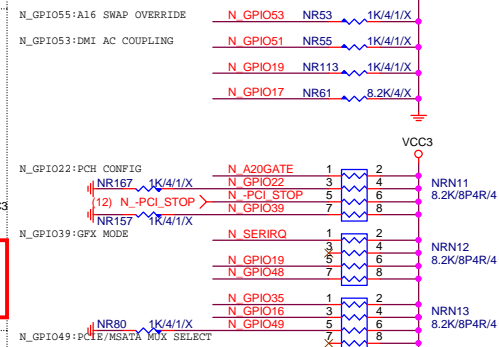 N_GPIO55:A16 SWAP OVERRIDE N_GPIO53 NR53 1K/4/1/X
N_GPIO53:DMI AC COUPLING N_GPIO51 NR55 1K/4/1/X
N_GPIO19 NR113 1K/4/1/X
N_GPIO17 NR61 8.2K/4/X
VCC3
N_GPIO22:PCH CONFIG N_A20GATE 1 2
NR167 1K/4/1/X N_GPIO22 3 4 NRN11
(12) N_-PCI_STOP N_-PCI_STOP 5 6 8.2K/8P4R/4
NR157 1K/4/1/X N_GPIO39 7 8
N_GPIO39:GFX MODE N_SERIRQ 1 2
3 4 NRN12
N_GPIO19 5 6 8.2K/8P4R/4
N_GPIO48 7 8
N_GPIO35 1 2
N_GPIO16 3 4 NRN13
NR80 1K/4/1/X N_GPIO49 5 6 8.2K/8P4R/4
N_GPIO49:PCIE/MSATA MUX SELECT 7 8